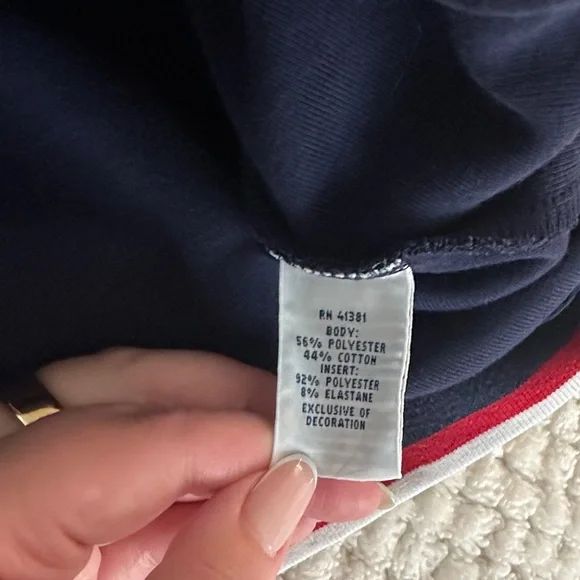 RN 41381
BODY:
56% POLYESTER
44% COTTON
INSERT:
92% POLYESTER
8% ELASTANE
EXCLUSIVE OF
DECORATION